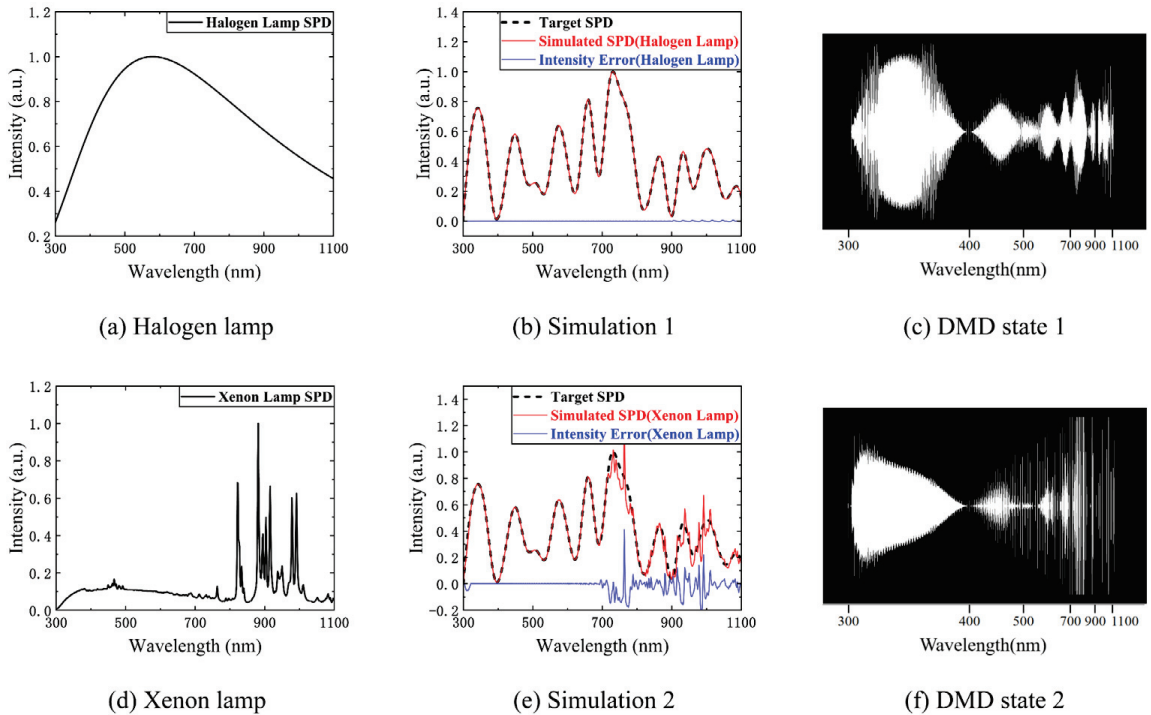 Halogen Lamp SPD
Intensity (a.u.)
1.2
1.0
0.8
0.6
0.4
0.2
300 500 700 900 1100
Wavelength (nm)
(a) Halogen lamp
Target SPD
Simulated SPD(Halogen Lamp)
Intensity Error(Halogen Lamp)
Intensity (a.u.)
1.4
1.2
1.0
0.8
0.6
0.4
0.2
0.0
300 500 700 900 1100
Wavelength (nm)
(b) Simulation 1
300 400 500 700 900 1100
Wavelength(nm)
(c) DMD state 1
Xenon Lamp SPD
Intensity (a.u.)
1.2
1.0
0.8
0.6
0.4
0.2
0.0
300 500 700 900 1100
Wavelength (nm)
(d) Xenon lamp
Target SPD
Simulated SPD(Xenon Lamp)
Intensity Error(Xenon Lamp)
Intensity (a.u.)
1.4
1.2
1.0
0.8
0.6
0.4
0.2
0.0
-0.2
300 500 700 900 1100
Wavelength (nm)
(e) Simulation 2
300 400 500 700 900 1100
Wavelength(nm)
(f) DMD state 2